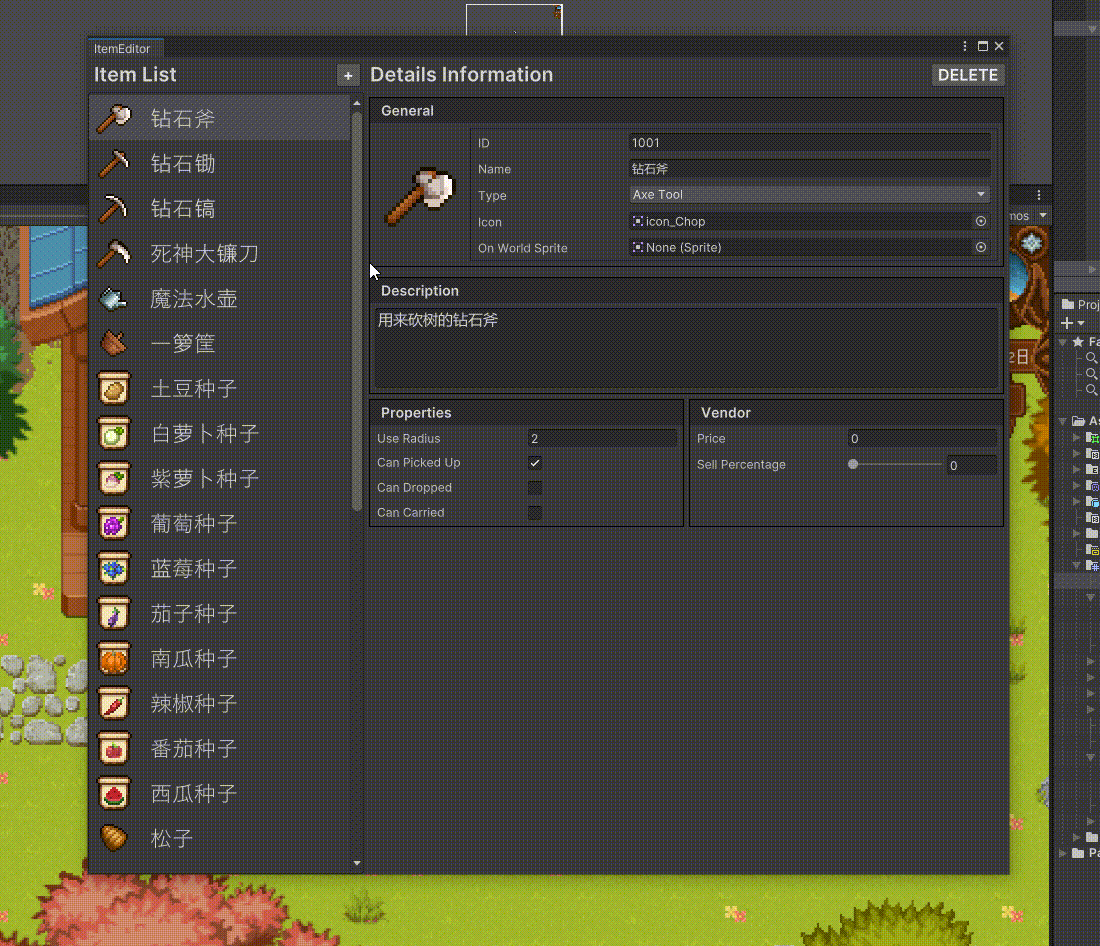 ItemEditor
Item List
+
Details Information
DELETE
钻石斧
钻石锄
钻石镐
死神大镰刀
魔法水壶
一箩筐
土豆种子
白萝卜种子
紫萝卜种子
葡萄种子
蓝莓种子
茄子种子
南瓜种子
辣椒种子
番茄种子
西瓜种子
松子
General
ID
1001
Name
钻石斧
Type
Axe Tool
Icon
icon_Chop
On World Sprite
None (Sprite)
Description
用来砍树的钻石斧
Properties
Use Radius
2
Can Picked Up
Can Dropped
Can Carried
Vendor
Price
0
Sell Percentage
0
mos
2日
Proj
Fa
As
Pa